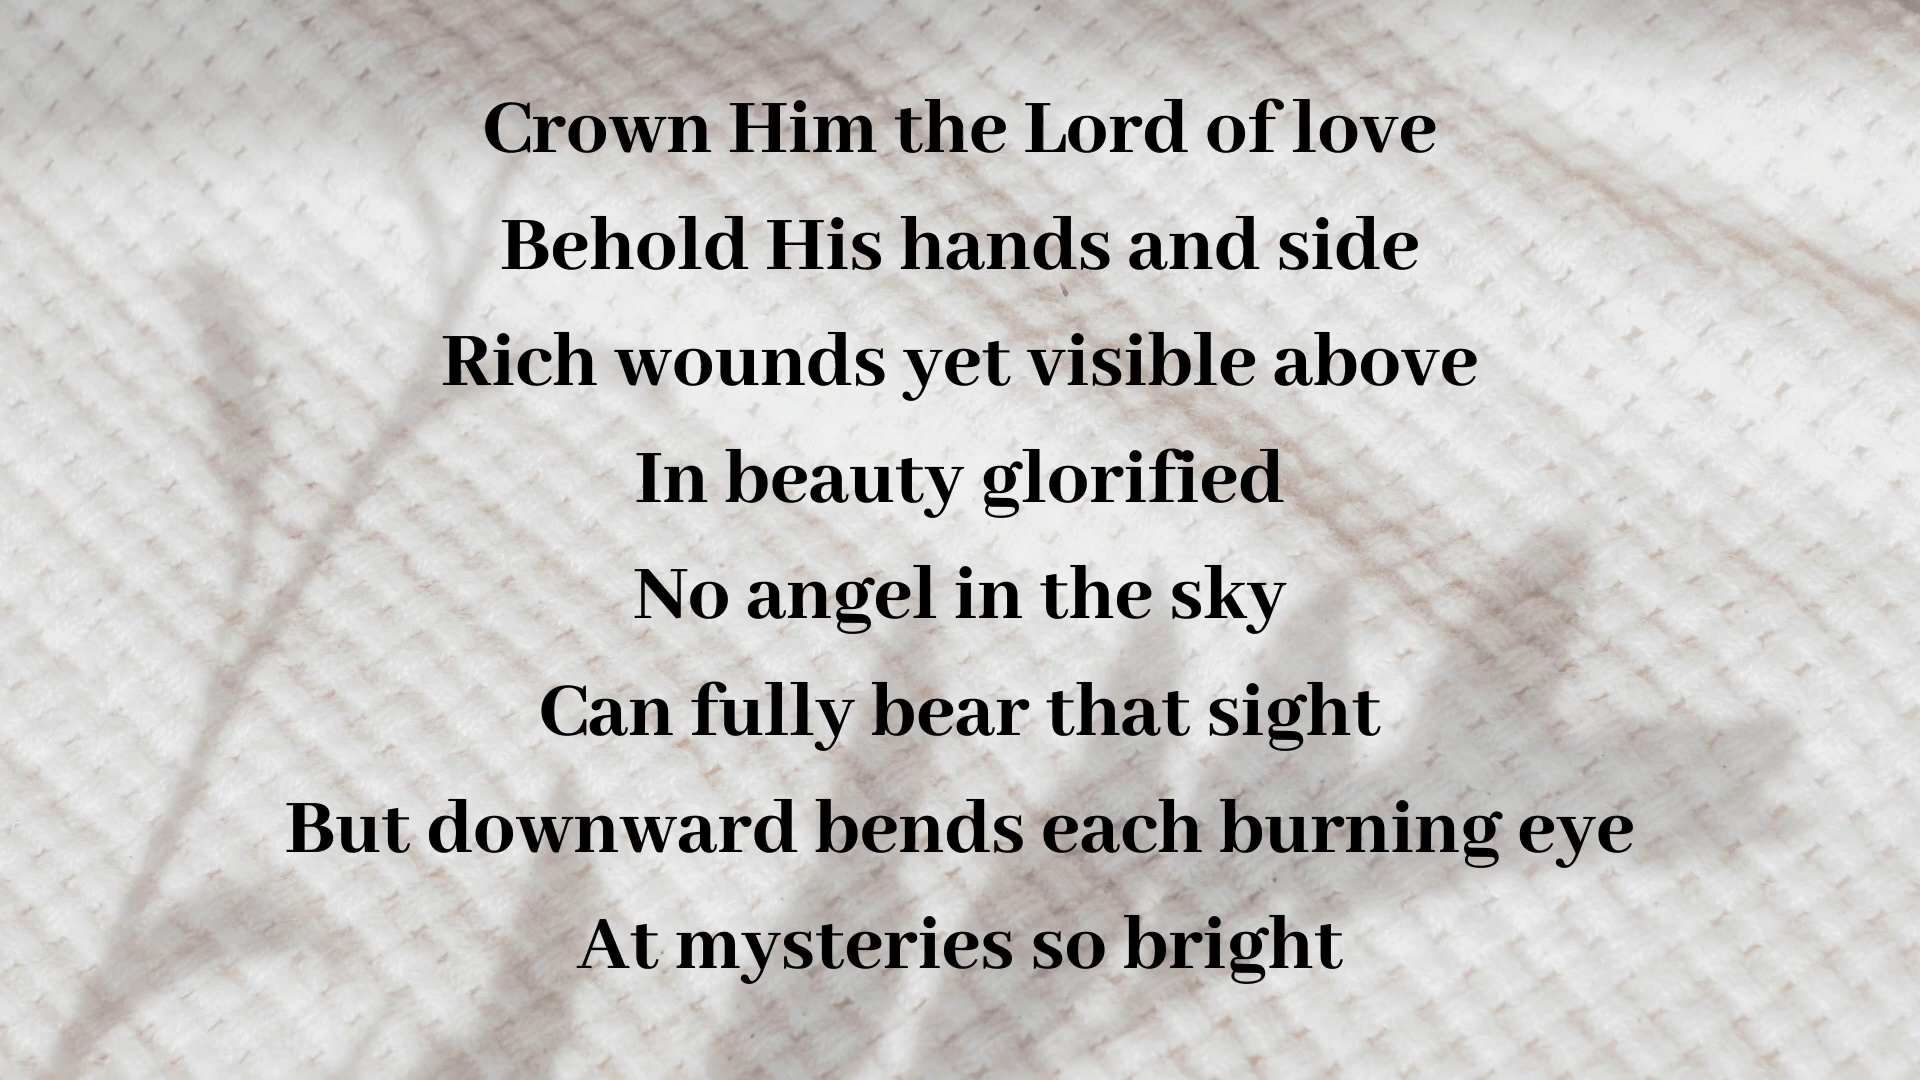 Crown Him the Lord of love
Behold His hands and side
Rich wounds yet visible above
In beauty glorified
No angel in the sky
Can fully bear that sight
But downward bends each burning eye
At mysteries so bright